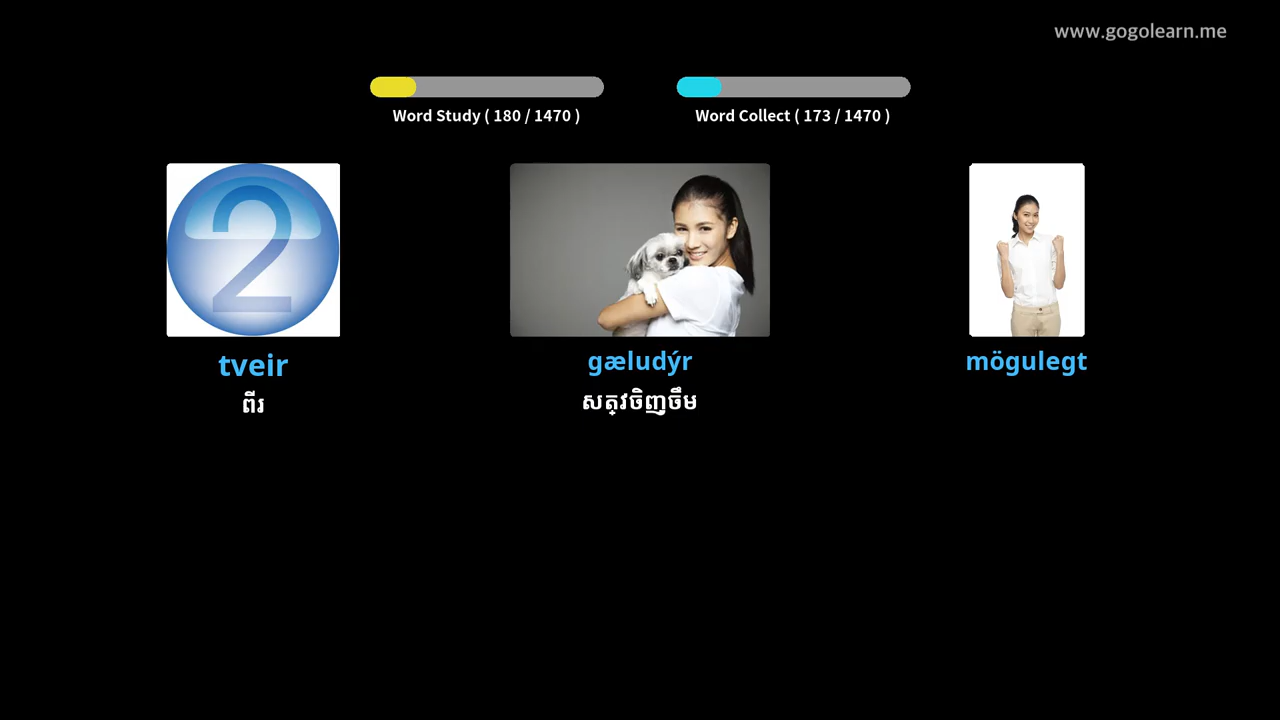 www.gogolearn.me
Word Study ( 180 / 1470 )
Word Collect ( 173 / 1470 )
2
tveir
gæludýr
mögulegt
ពីរ
សត្វចិញ្ចឹម